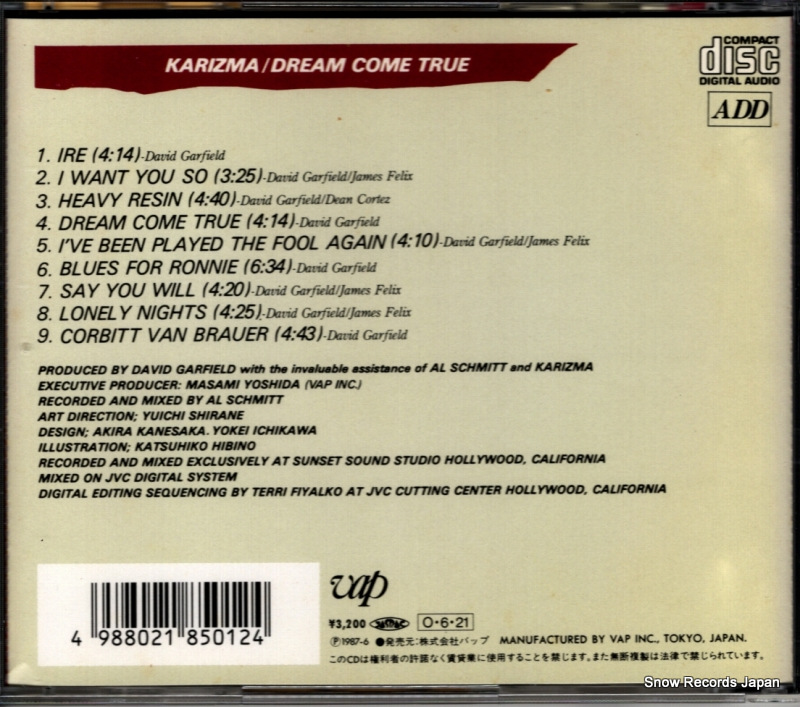 KARIZMA/DREAM COME TRUE
COMPACT
disc
DIGITAL AUDIO
ADD
1. IRE (4:14)-David Garfield
2. I WANT YOU SO (3:25)-David Garfield/James Felix
3. HEAVY RESIN (4:40)-David Garfield/Dean Cortez
4. DREAM COME TRUE (4:14)-David Garfield
5. I'VE BEEN PLAYED THE FOOL AGAIN (4:10)-David Garfield/James Felix
6. BLUES FOR RONNIE (6:34)-David Garfield
7. SAY YOU WILL (4:20)-David Garfield/James Felix
8. LONELY NIGHTS (4:25)-David Garfield/James Felix
9. CORBITT VAN BRAUER (4:43)-David Garfield
PRODUCED BY DAVID GARFIELD with the invaluable assistance of AL SCHMITT and KARIZMA
EXECUTIVE PRODUCER: MASAMI YOSHIDA (VAP INC.)
RECORDED AND MIXED BY AL SCHMITT
ART DIRECTION; YUICHI SHIRANE
DESIGN; AKIRA KANESAKA. YOKEI ICHIKAWA
ILLUSTRATION; KATSUHIKO HIBINO
RECORDED AND MIXED EXCLUSIVELY AT SUNSET SOUND STUDIO HOLLYWOOD, CALIFORNIA
MIXED ON JVC DIGITAL SYSTEM
DIGITAL EDITING SEQUENCING BY TERRI FIYALKO AT JVC CUTTING CENTER HOLLYWOOD, CALIFORNIA
4 988021 850124
vap
¥3,200 JASRAC O・6・21
Ⓟ1987-6 ●発売元:株式会社バップ MANUFACTURED BY VAP INC., TOKYO, JAPAN.
このCDは権利者の許諾なく賃貸業に使用することを禁じます。また無断複製は法律で禁じられています。
Snow Records Japan